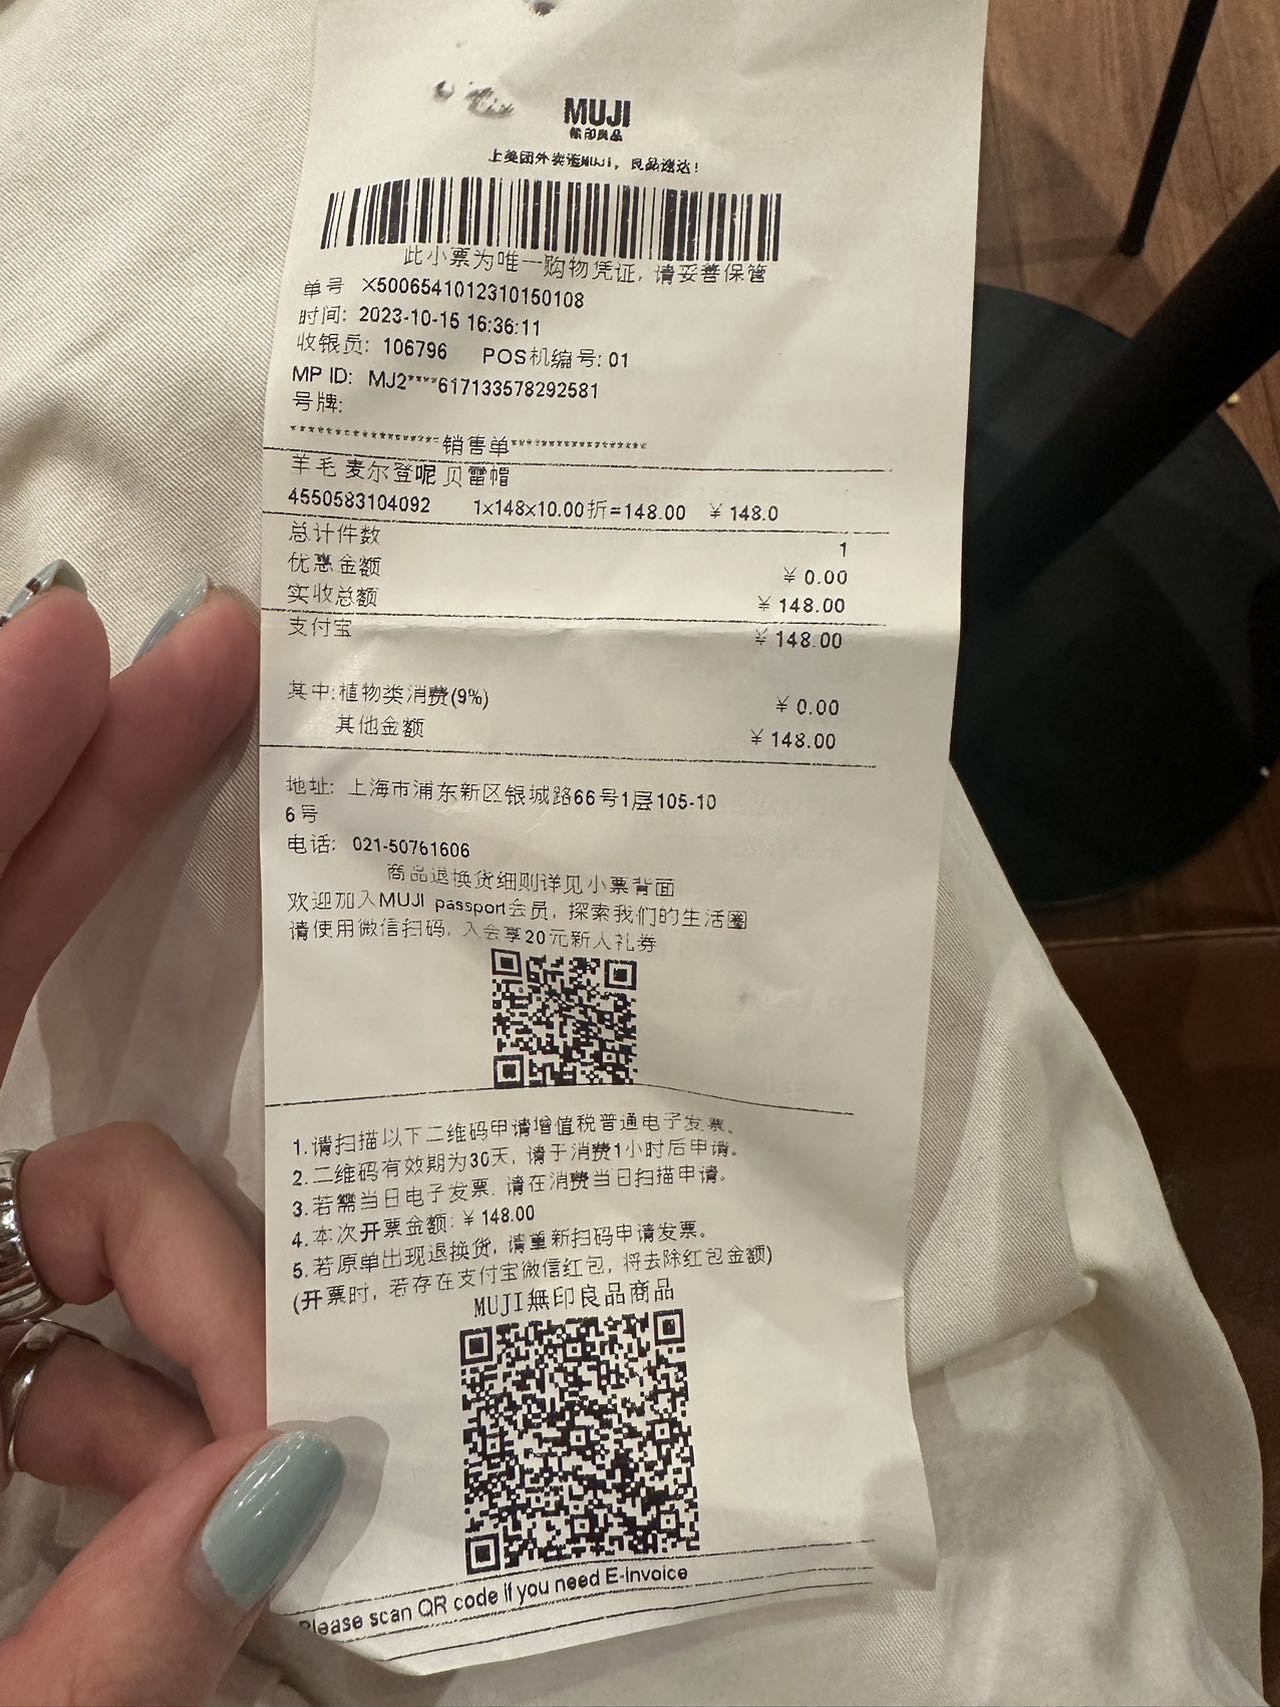 MUJI
無印良品
上美团外卖逛MUJI，良品速达！
此小票为唯一购物凭证，请妥善保管
单号 X5006541012310150108
时间: 2023-10-15 16:36:11
收银员: 106796 POS机编号: 01
MP ID: MJ2****617133578292581
号牌:
********************销售单********************
羊毛 麦尔登呢 贝雷帽
4550583104092 1x148x10.00折=148.00 ￥148.0
总计件数 1
优惠金额 ￥0.00
实收总额 ￥148.00
支付宝 ￥148.00
其中:植物类消费(9%) ￥0.00
其他金额 ￥148.00
地址: 上海市浦东新区银城路66号1层105-10
6号
电话: 021-50761606
商品退换货细则详见小票背面
欢迎加入MUJI passport会员，探索我们的生活圈
请使用微信扫码，入会享20元新人礼券
1.请扫描以下二维码申请增值税普通电子发票。
2.二维码有效期为30天，请于消费1小时后申请。
3.若需当日电子发票，请在消费当日扫描申请。
4.本次开票金额:￥148.00
5.若原单出现退换货，请重新扫码申请发票。
(开票时，若存在支付宝微信红包，将去除红包金额)
MUJI無印良品商品
Please scan QR code if you need E-invoice